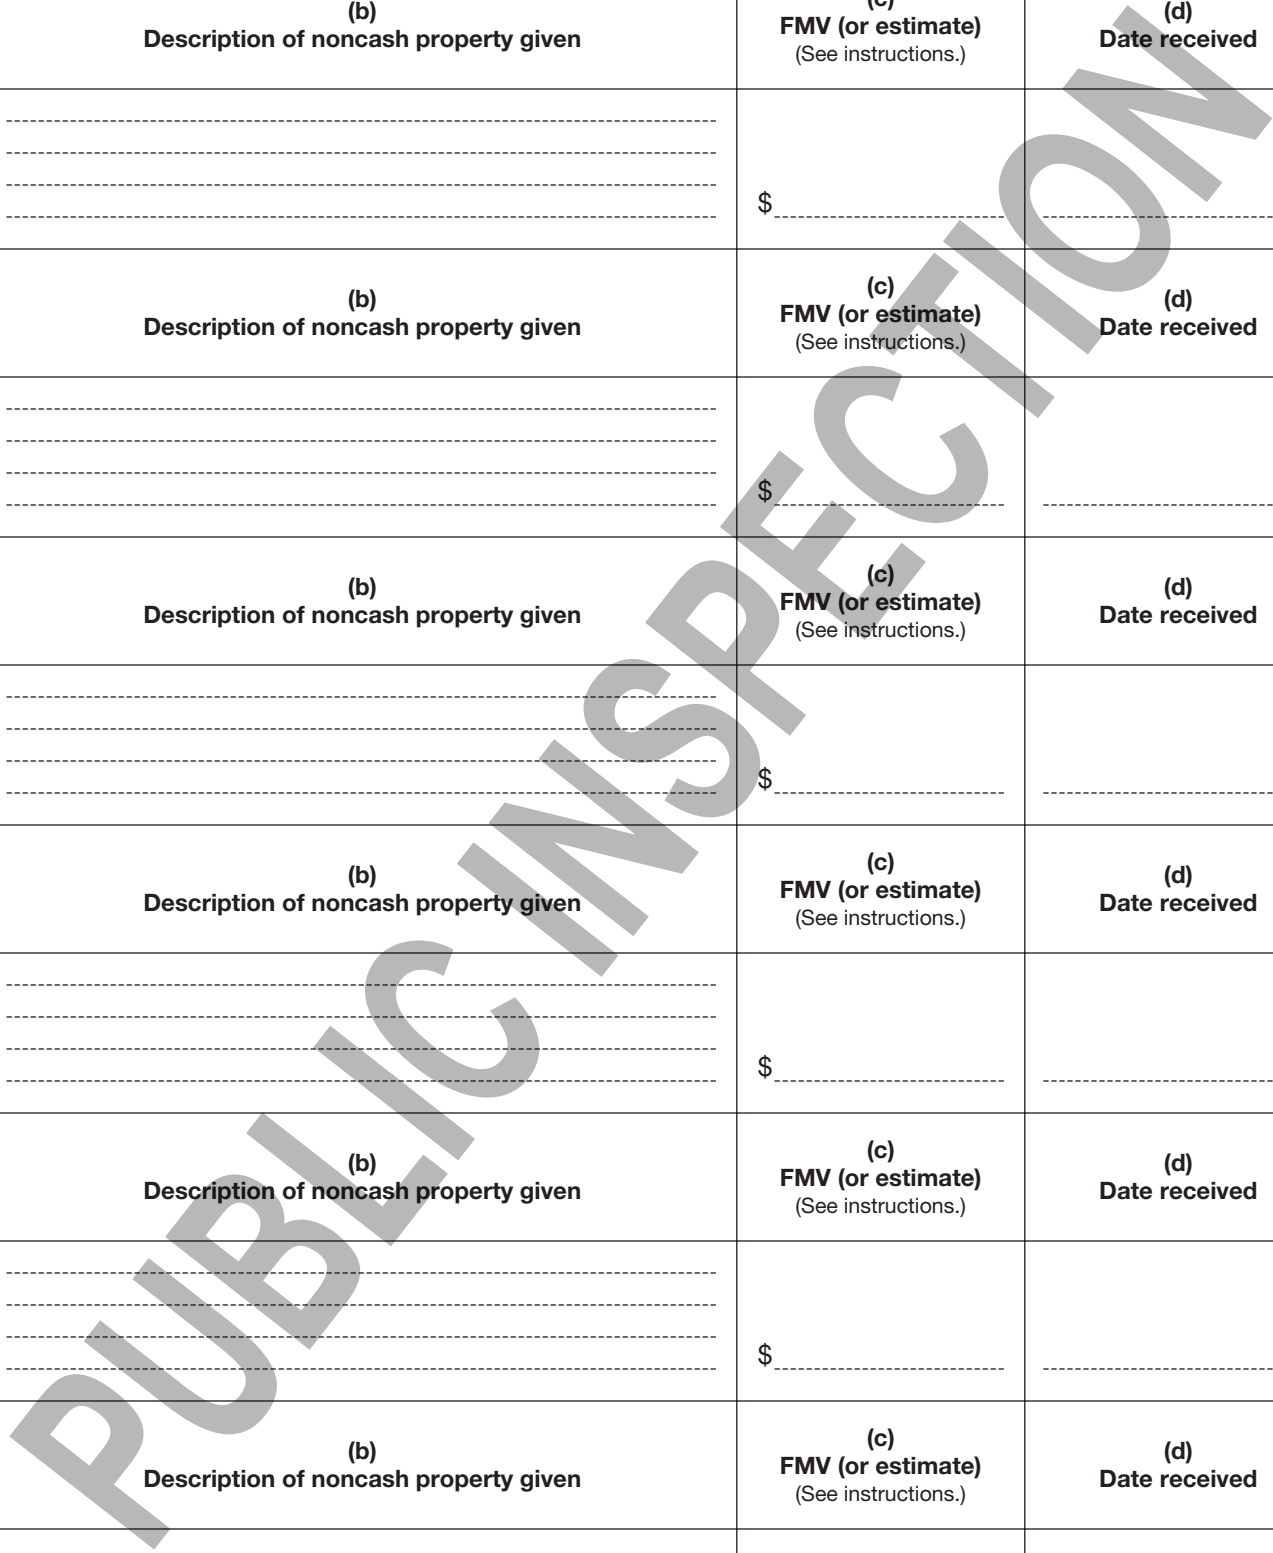 (b) (c) (d)
Description of noncash property given FMV (or estimate) Date received
(See instructions.)
$
(b) (c) (d)
Description of noncash property given FMV (or estimate) Date received
(See instructions.)
$
(b) (c) (d)
Description of noncash property given FMV (or estimate) Date received
(See instructions.)
$
(b) (c) (d)
Description of noncash property given FMV (or estimate) Date received
(See instructions.)
$
(b) (c) (d)
Description of noncash property given FMV (or estimate) Date received
(See instructions.)
$
(b) (c) (d)
Description of noncash property given FMV (or estimate) Date received
(See instructions.)
PUBLIC INSPECTION